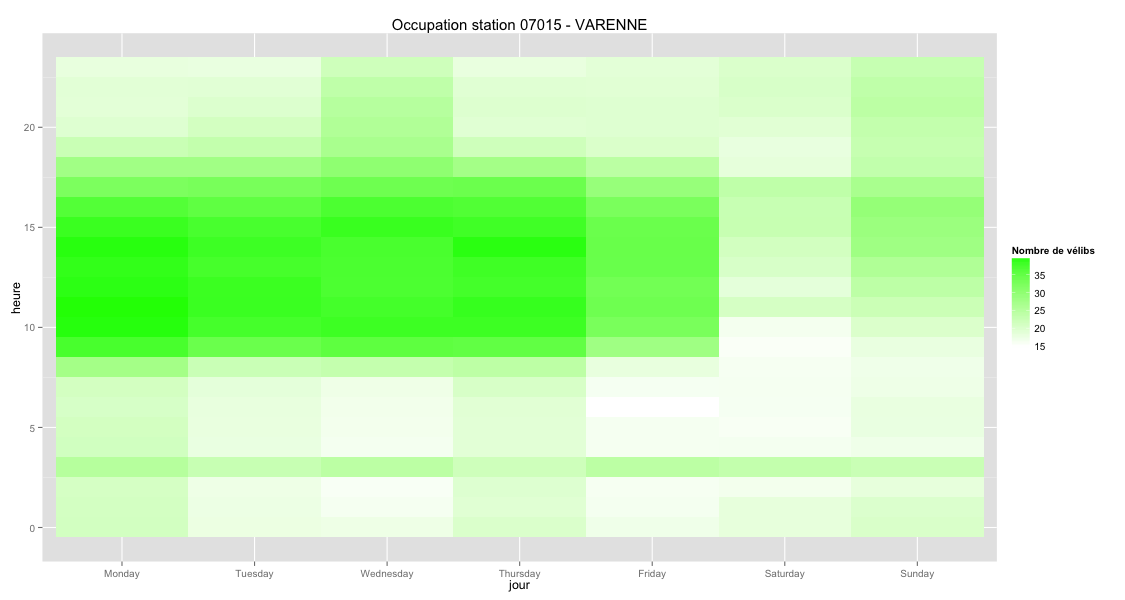 Occupation station 07015 - VARENNE
heure
20
15
10
5
0
Monday Tuesday Wednesday Thursday Friday Saturday Sunday
jour
Nombre de vélibs
35
30
25
20
15